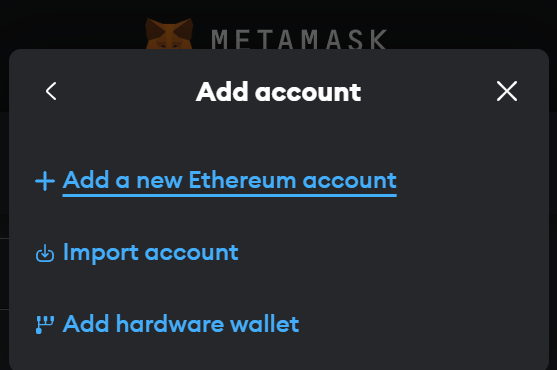 METAMASK
Add account
Add a new Ethereum account
Import account
Add hardware wallet